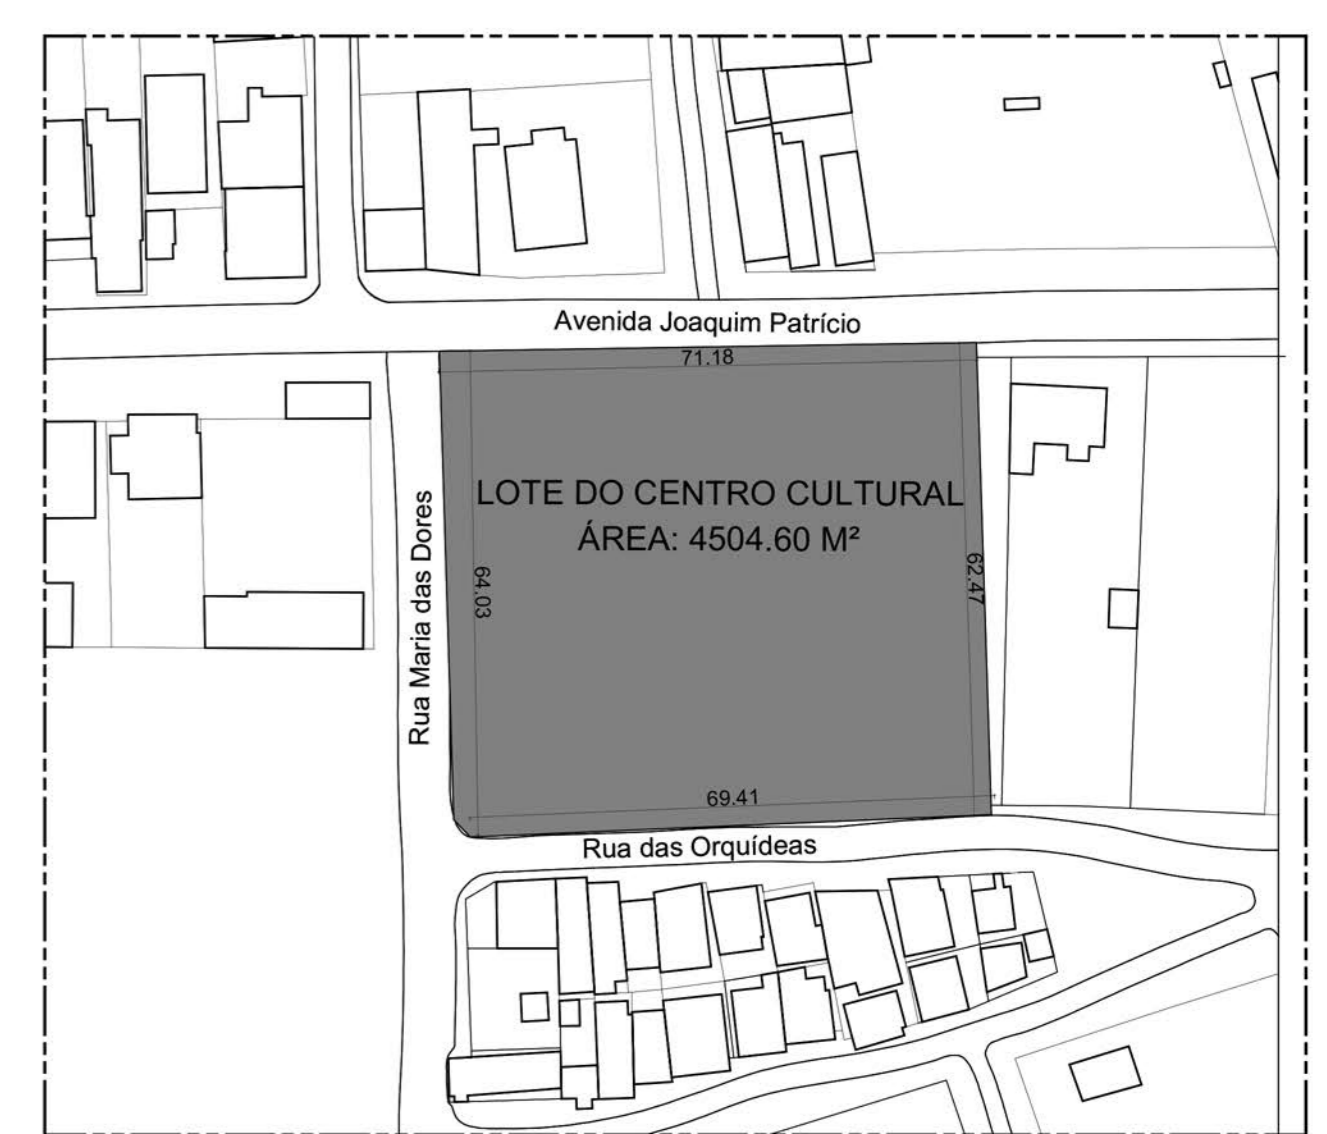 Avenida Joaquim Patrício
71.18
LOTE DO CENTRO CULTURAL
ÁREA: 4504.60 M²
Rua Maria das Dores
64.03
62.47
69.41
Rua das Orquídeas